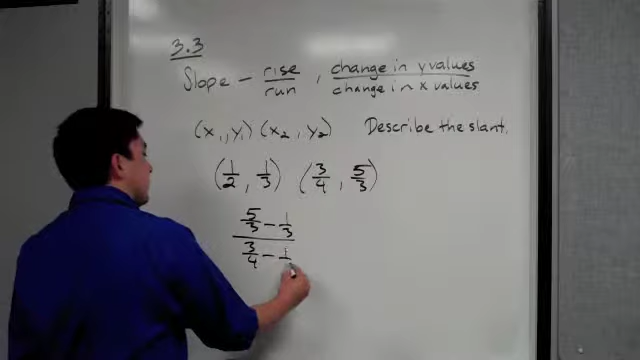 3.3
Slope - rise/run , change in y values/change in x values
(x₁, y₁) (x₂, y₂) Describe the slant.
(1/2, 1/3) (3/4, 5/3)
5/3 - 1/3
3/4 - 1